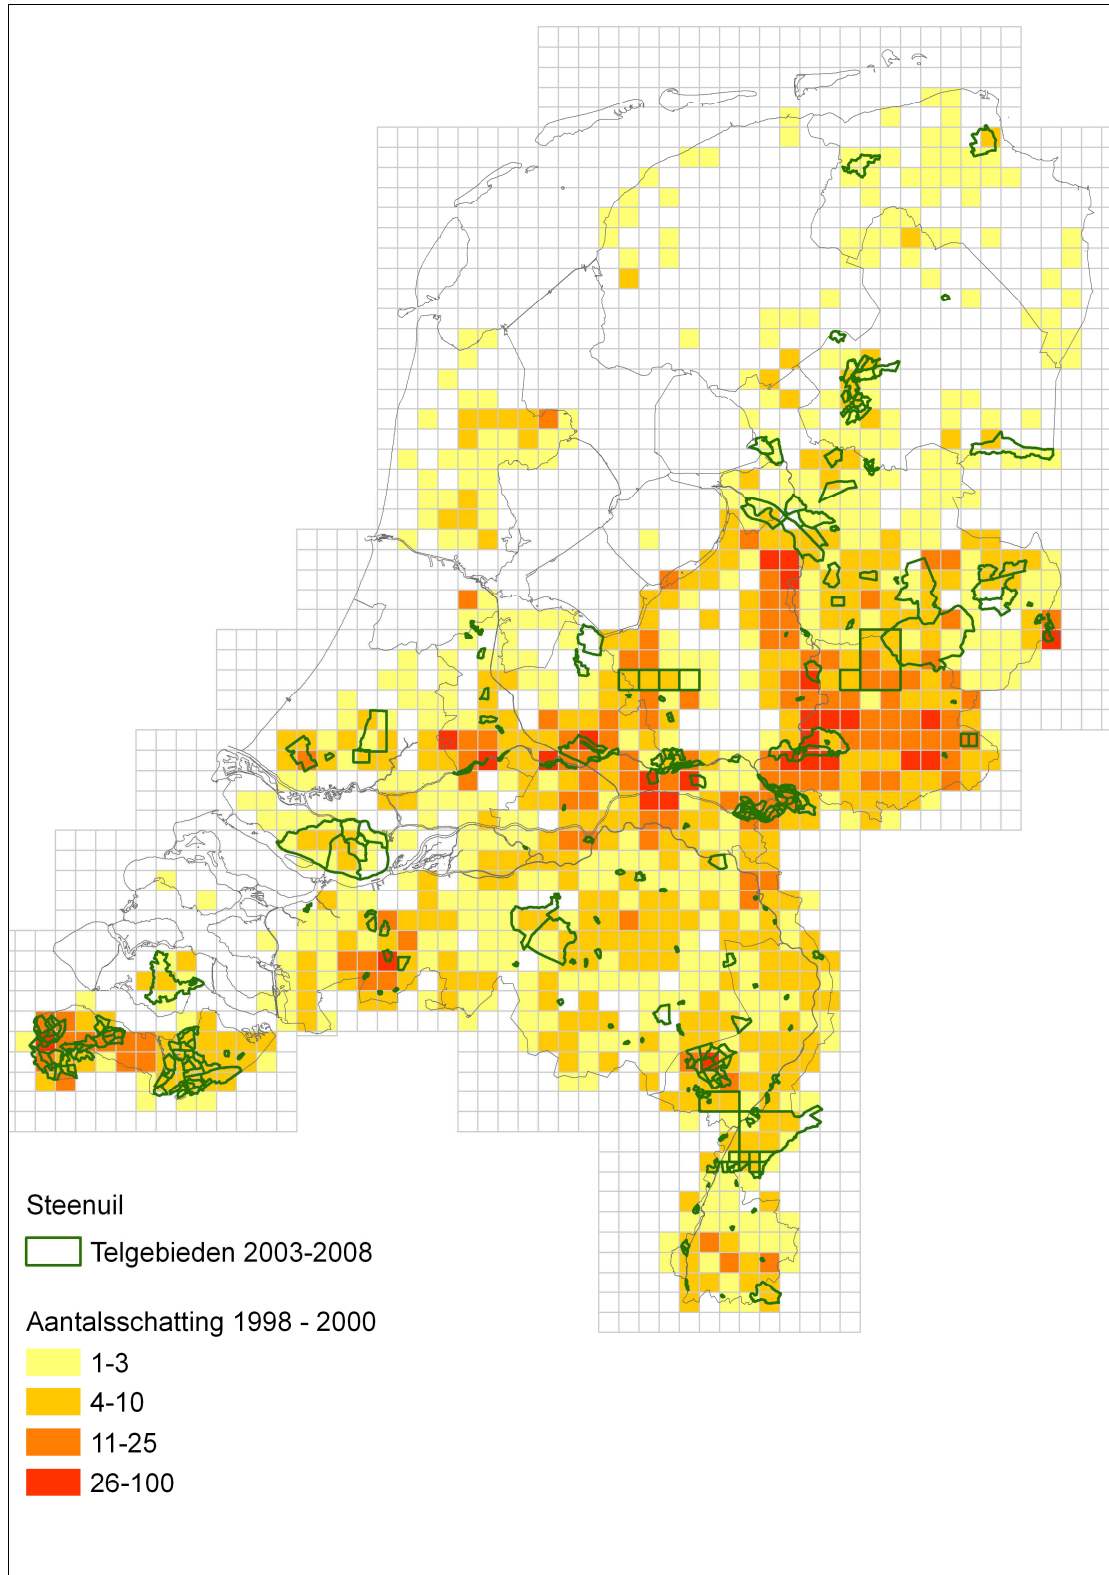 Steenuil
Telgebieden 2003-2008
Aantalsschatting 1998 - 2000
1-3
4-10
11-25
26-100